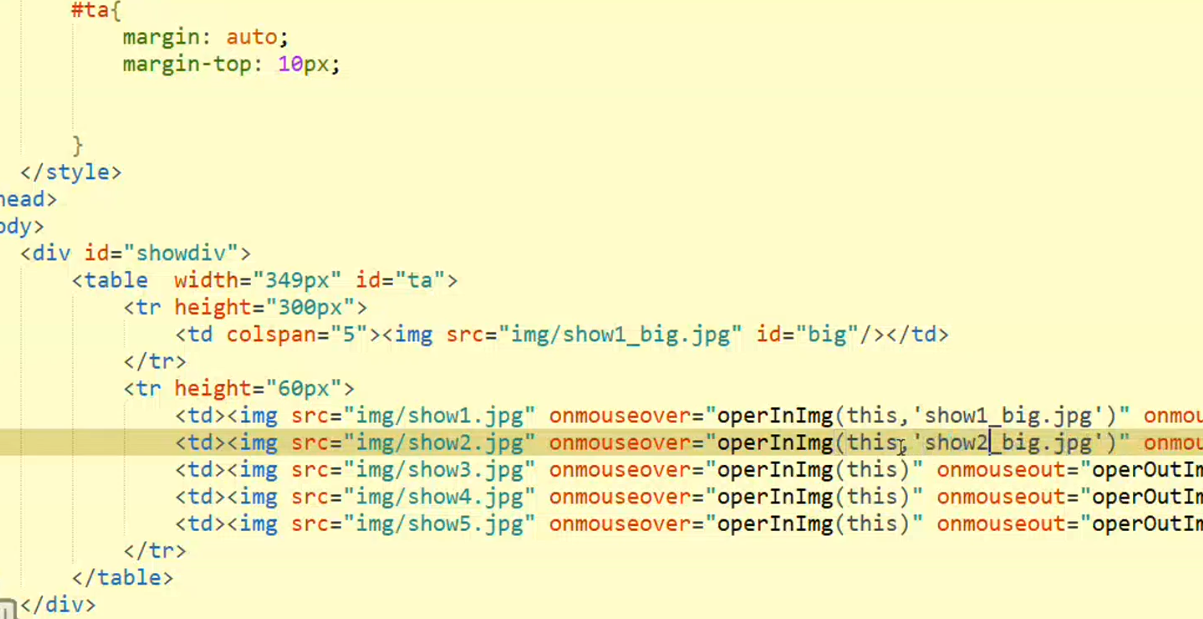 #ta{
margin: auto;
margin-top: 10px;
}
</style>
head>
ody>
<div id="showdiv">
<table  width="349px" id="ta">
<tr height="300px">
<td colspan="5"><img src="img/show1_big.jpg" id="big"/></td>
</tr>
<tr height="60px">
<td><img src="img/show1.jpg" onmouseover="operInImg(this,'show1_big.jpg')" onmou
<td><img src="img/show2.jpg" onmouseover="operInImg(this,'show2_big.jpg')" onmou
<td><img src="img/show3.jpg" onmouseover="operInImg(this)" onmouseout="operOutIm
<td><img src="img/show4.jpg" onmouseover="operInImg(this)" onmouseout="operOutIm
<td><img src="img/show5.jpg" onmouseover="operInImg(this)" onmouseout="operOutIm
</tr>
</table>
</div>